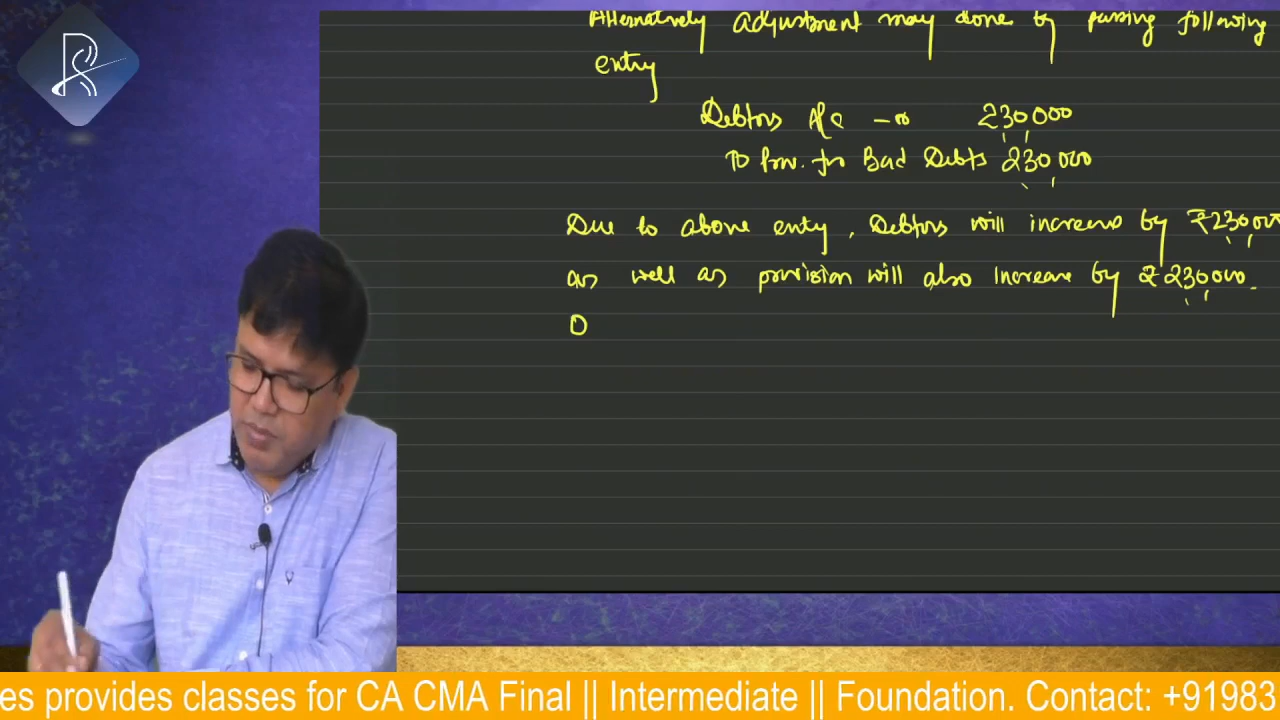 Alternatively adjustment may done by passing following
entry
Debtors A/c - Dr 230000
To Prov. for Bad Debts 230000
Due to above entry, Debtors will increase by ₹230000
as well as provision will also increase by ₹230000.
O
es provides classes for CA CMA Final || Intermediate || Foundation. Contact: +91983